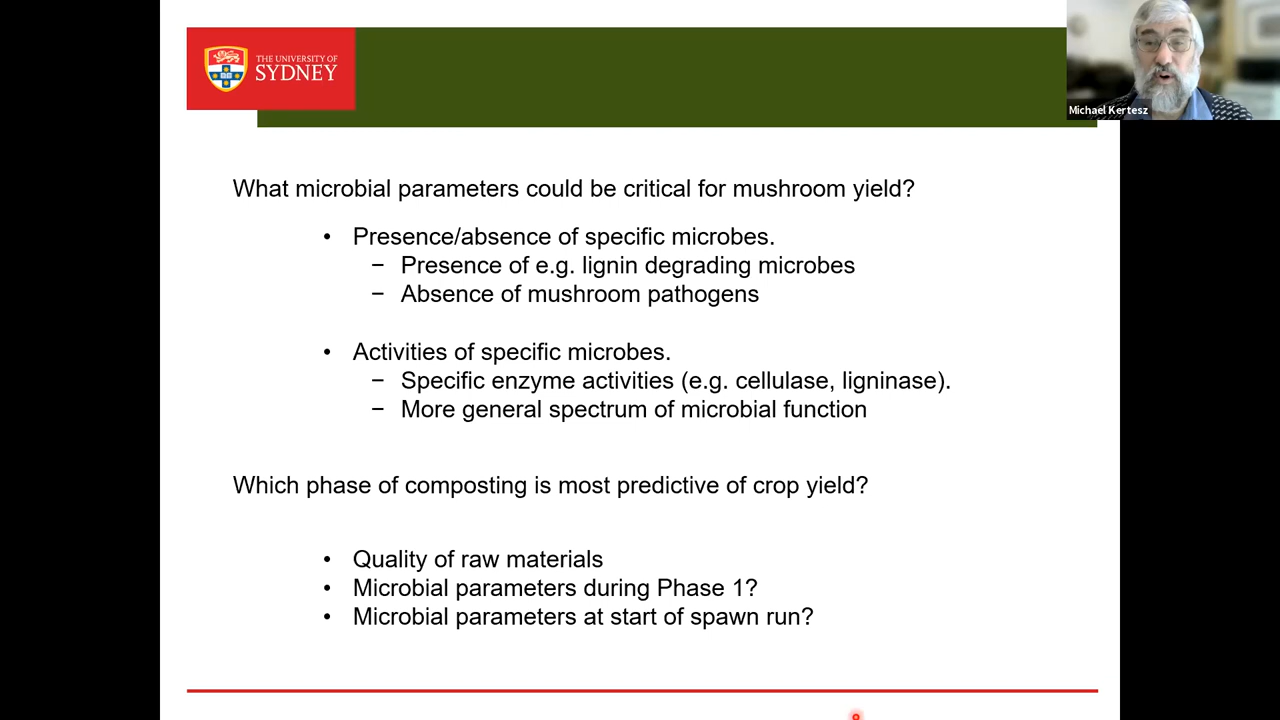 THE UNIVERSITY OF
SYDNEY
Michael Kertesz
What microbial parameters could be critical for mushroom yield?
• Presence/absence of specific microbes.
− Presence of e.g. lignin degrading microbes
− Absence of mushroom pathogens
• Activities of specific microbes.
− Specific enzyme activities (e.g. cellulase, ligninase).
− More general spectrum of microbial function
Which phase of composting is most predictive of crop yield?
• Quality of raw materials
• Microbial parameters during Phase 1?
• Microbial parameters at start of spawn run?